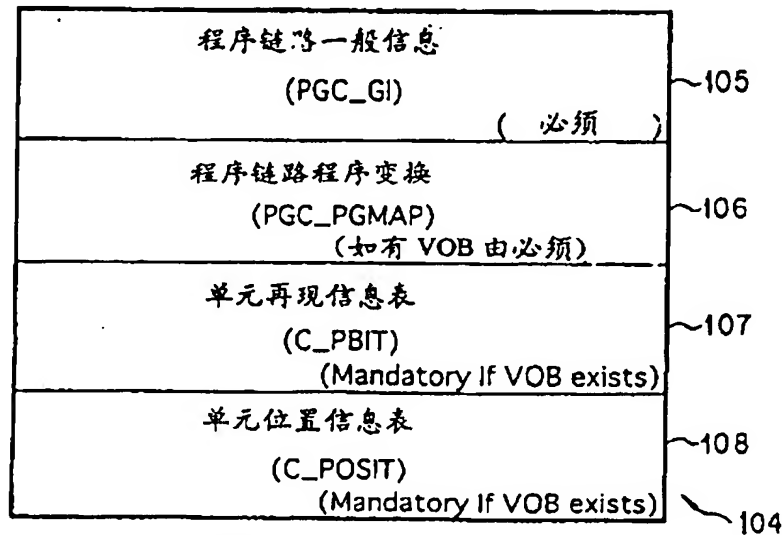 程序链路一般信息
(PGC_GI)
( 必须 )
105
程序链路程序变换
(PGC_PGMAP)
(如有 VOB 由必须)
106
单元再现信息表
(C_PBIT)
(Mandatory If VOB exists)
107
单元位置信息表
(C_POSIT)
(Mandatory If VOB exists)
108
104